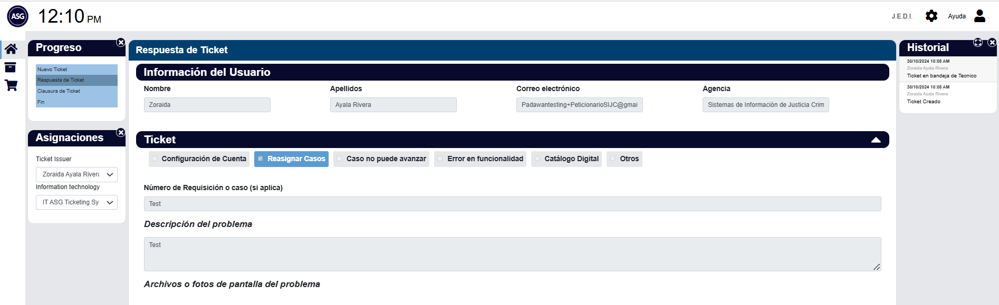 ASG 12:10 PM
J.E.D.I. Ayuda
Progreso
Nuevo Ticket
Respuesta de Ticket
Clausura de Ticket
Fin
Asignaciones
Ticket Issuer
Zoraida Ayala Rivera
Information technology
IT ASG Ticketing Sy
Respuesta de Ticket
Información del Usuario
Nombre Apellidos Correo electrónico Agencia
Zoraida Ayala Rivera Padawantesting+PeticionarioSIJC@gmai Sistemas de Información de Justicia Crim
Ticket
Configuración de Cuenta Reasignar Casos Caso no puede avanzar Error en funcionalidad Catálogo Digital Otros
Número de Requisición o caso (si aplica)
Test
Descripción del problema
Test
Archivos o fotos de pantalla del problema
Historial
30/10/2024 10:08 AM
Zoraida Ayala Rivera
Ticket en bandeja de Tecnico
30/10/2024 10:08 AM
Zoraida Ayala Rivera
Ticket Creado